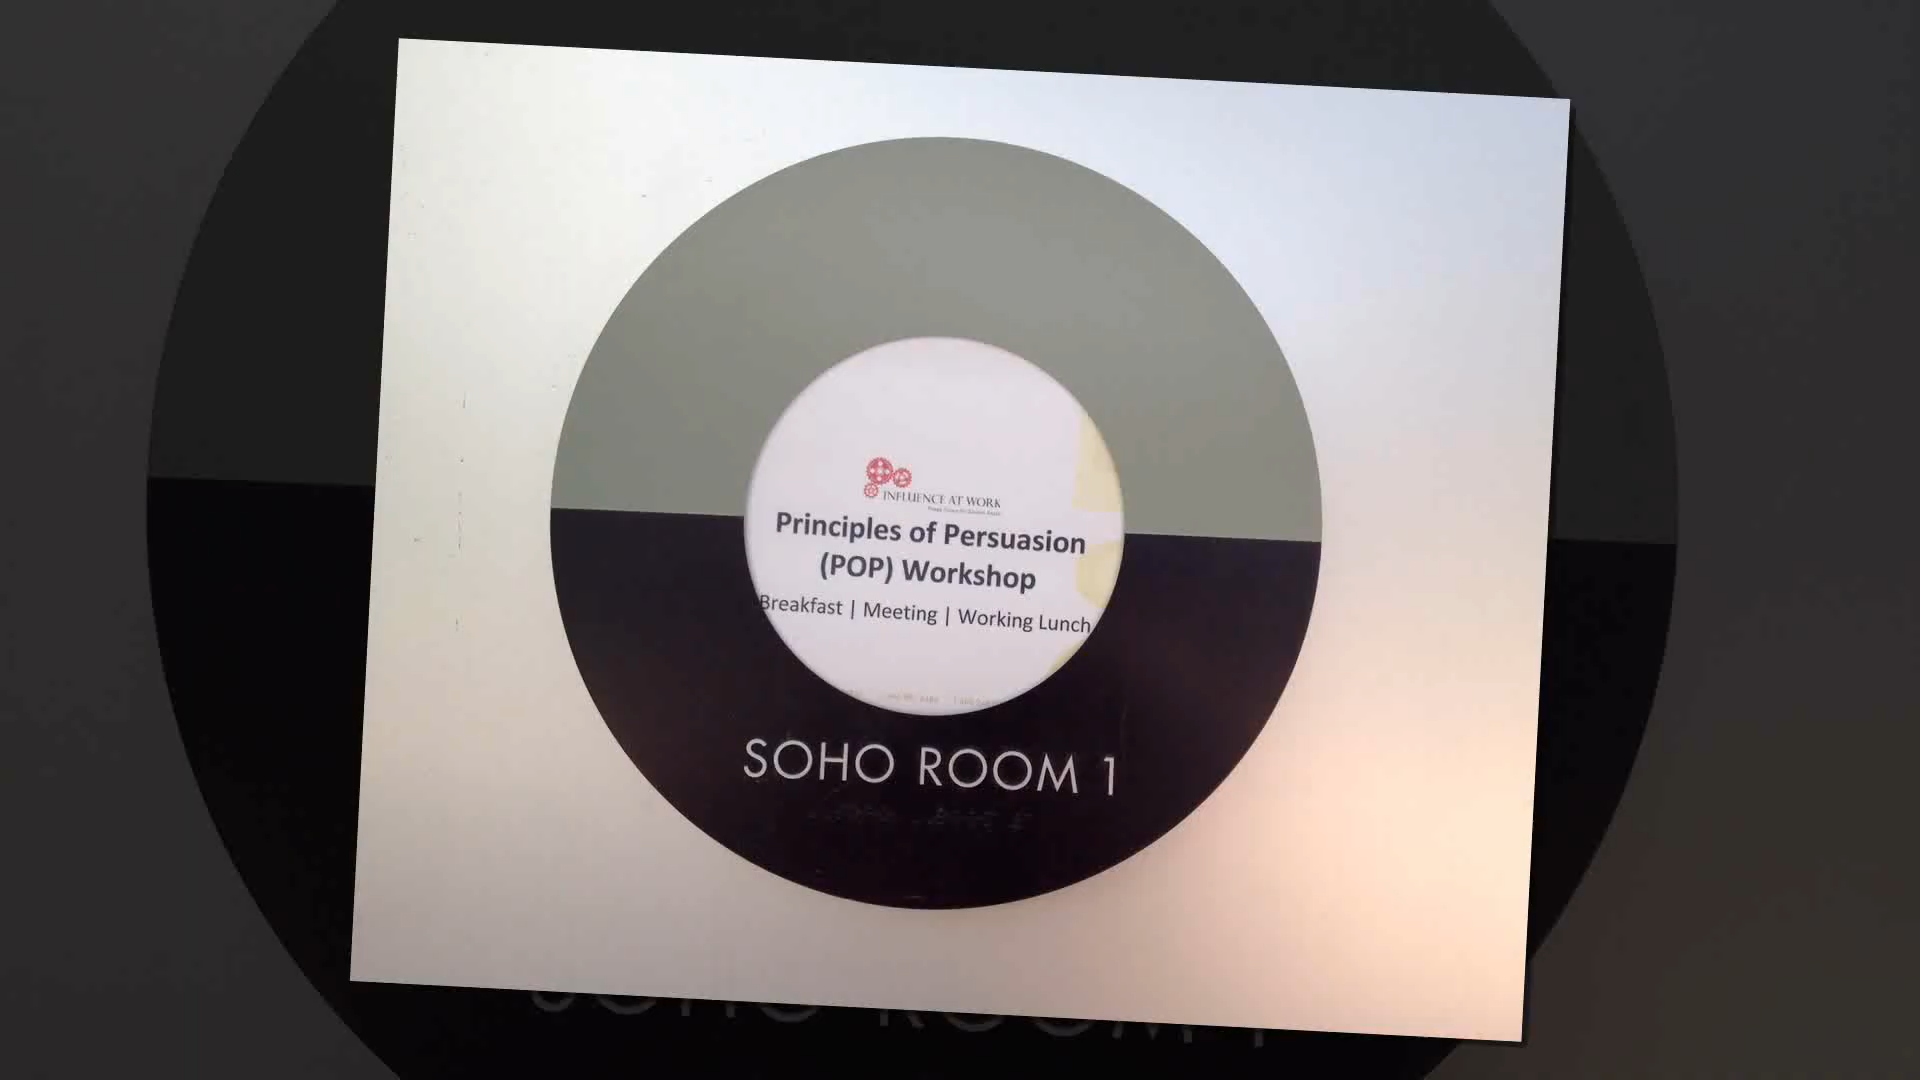 INFLUENCE AT WORK
Principles of Persuasion
(POP) Workshop
Breakfast | Meeting | Working Lunch
SOHO ROOM 1